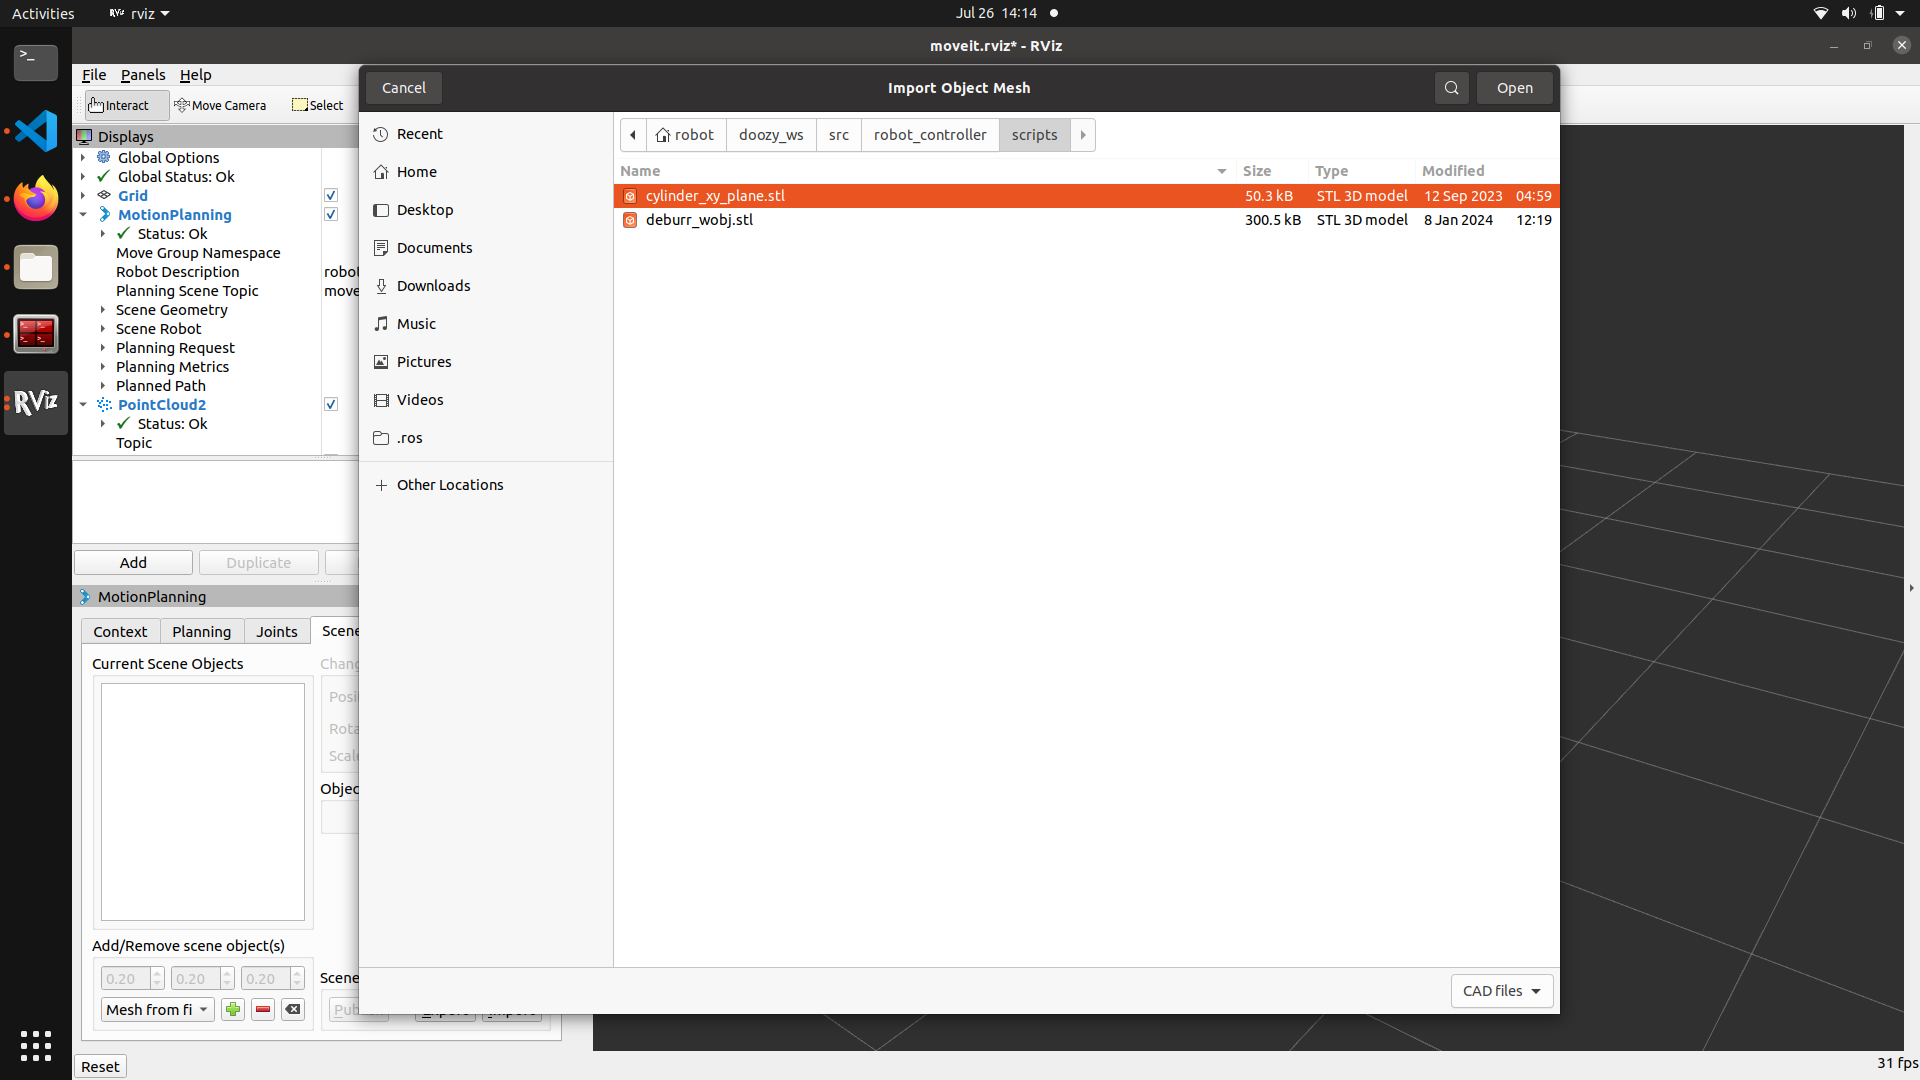 Activities
RViz rviz
Jul 26 14:14
moveit.rviz* - RViz
File Panels Help
Interact Move Camera Select
Displays
Global Options
Global Status: Ok
Grid
MotionPlanning
Status: Ok
Move Group Namespace
Robot Description robot
Planning Scene Topic move
Scene Geometry
Scene Robot
Planning Request
Planning Metrics
Planned Path
PointCloud2
Status: Ok
Topic
Add Duplicate
MotionPlanning
Context Planning Joints Scene
Current Scene Objects
Chang
Posi
Rota
Scale
Objec
Add/Remove scene object(s)
0.20 0.20 0.20
Mesh from fi
Scene
Pub
Reset
RViz
Cancel
Import Object Mesh
Open
Recent
Home
Desktop
Documents
Downloads
Music
Pictures
Videos
.ros
Other Locations
robot doozy_ws src robot_controller scripts
Name Size Type Modified
cylinder_xy_plane.stl 50.3 kB STL 3D model 12 Sep 2023 04:59
deburr_wobj.stl 300.5 kB STL 3D model 8 Jan 2024 12:19
CAD files
31 fps